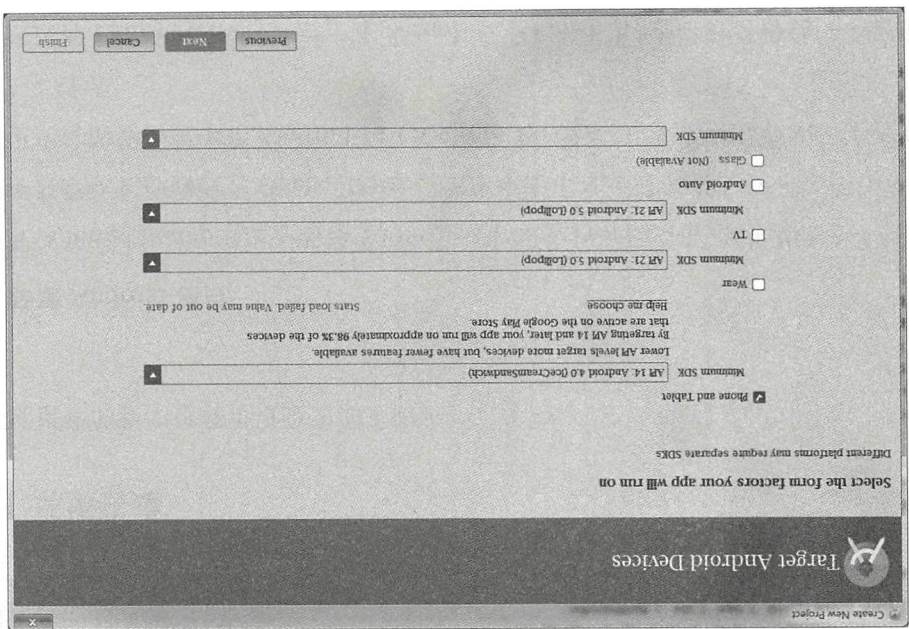 Create New Project
Target Android Devices
Select the form factors your app will run on
Different platforms may require separate SDKs
Phone and Tablet
Minimum SDK API 14: Android 4.0 (IceCreamSandwich)
Lower API levels target more devices, but have fewer features available.
By targeting API 14 and later, your app will run on approximately 98.3% of the devices
that are active on the Google Play Store.
Help me choose Stats load failed. Value may be out of date.
Wear
Minimum SDK API 21: Android 5.0 (Lollipop)
TV
Minimum SDK API 21: Android 5.0 (Lollipop)
Android Auto
Glass (Not Available)
Minimum SDK
Previous Next Cancel Finish